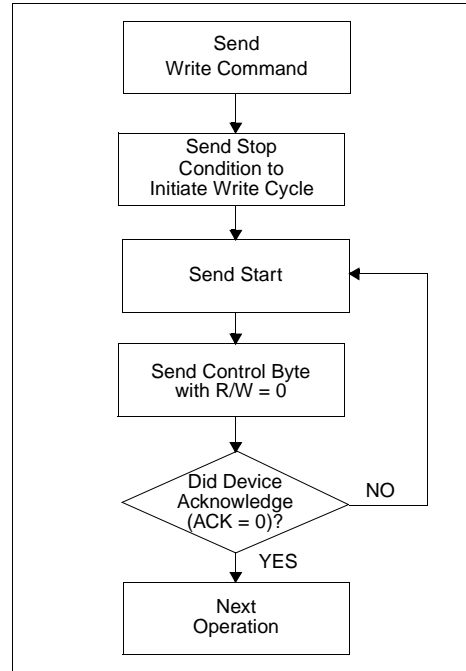 Send
Write Command
Send Stop
Condition to
Initiate Write Cycle
Send Start
Send Control Byte
with R/W = 0
Did Device
Acknowledge
(ACK = 0)?
NO
YES
Next
Operation